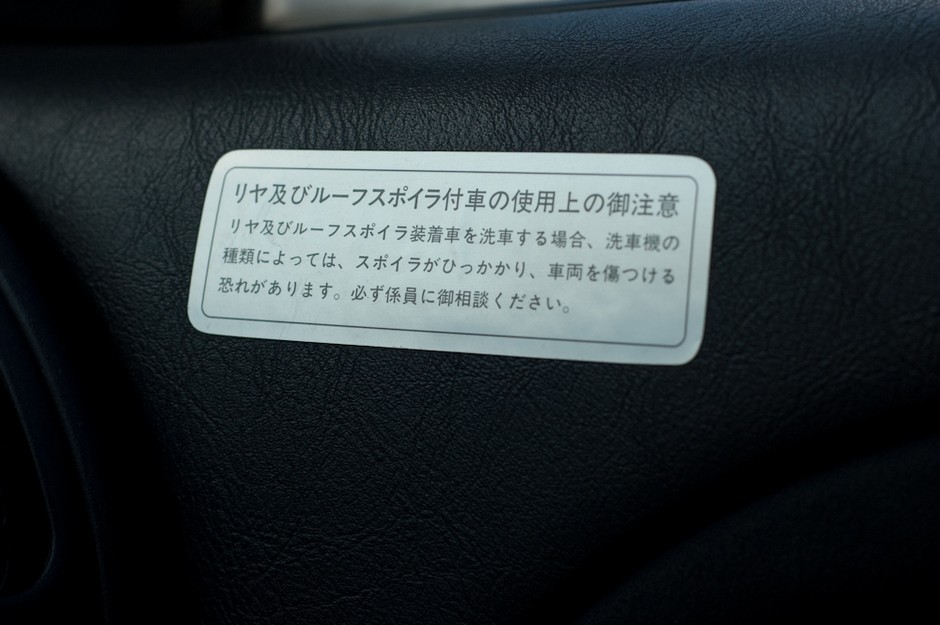 リヤ及びルーフスポイラ付車の使用上の御注意
リヤ及びルーフスポイラ装着車を洗車する場合、洗車機の
種類によっては、スポイラがひっかかり、車両を傷つける
恐れがあります。必ず係員に御相談ください。